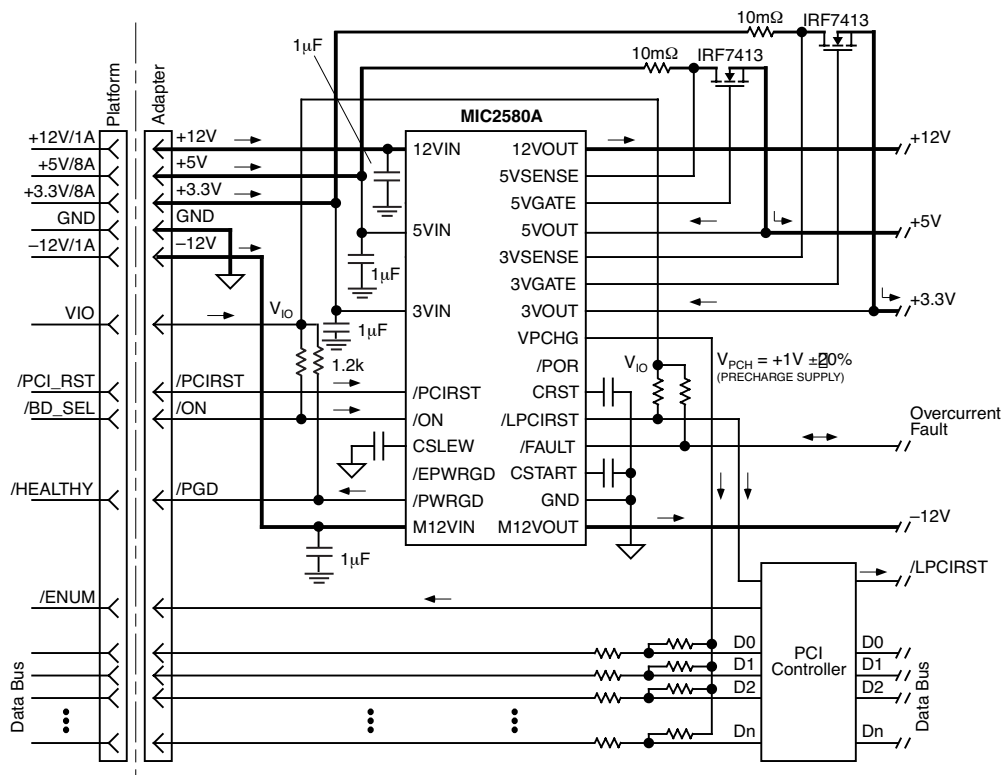 10mΩ
IRF7413
1µF
10mΩ
IRF7413
Platform
Adapter
MIC2580A
+12V/1A
+12V
12VIN
12VOUT
+12V
+5V/8A
+5V
5VSENSE
+3.3V/8A
+3.3V
5VGATE
GND
GND
5VIN
5VOUT
+5V
–12V/1A
–12V
1µF
3VSENSE
3VGATE
VIO
VIO
3VIN
3VOUT
+3.3V
1µF
VPCHG
1.2k
/POR
VIO
VPCH = +1V ±20%
(PRECHARGE SUPPLY)
/PCI_RST
/PCIRST
/PCIRST
CRST
/BD_SEL
/ON
/ON
/LPCIRST
Overcurrent
Fault
CSLEW
/FAULT
/EPWRGD
CSTART
/HEALTHY
/PGD
/PWRGD
GND
M12VIN
M12VOUT
–12V
1µF
/LPCIRST
/ENUM
PCI
Controller
Data Bus
D0
D0
D1
D1
D2
D2
Dn
Dn
Data Bus